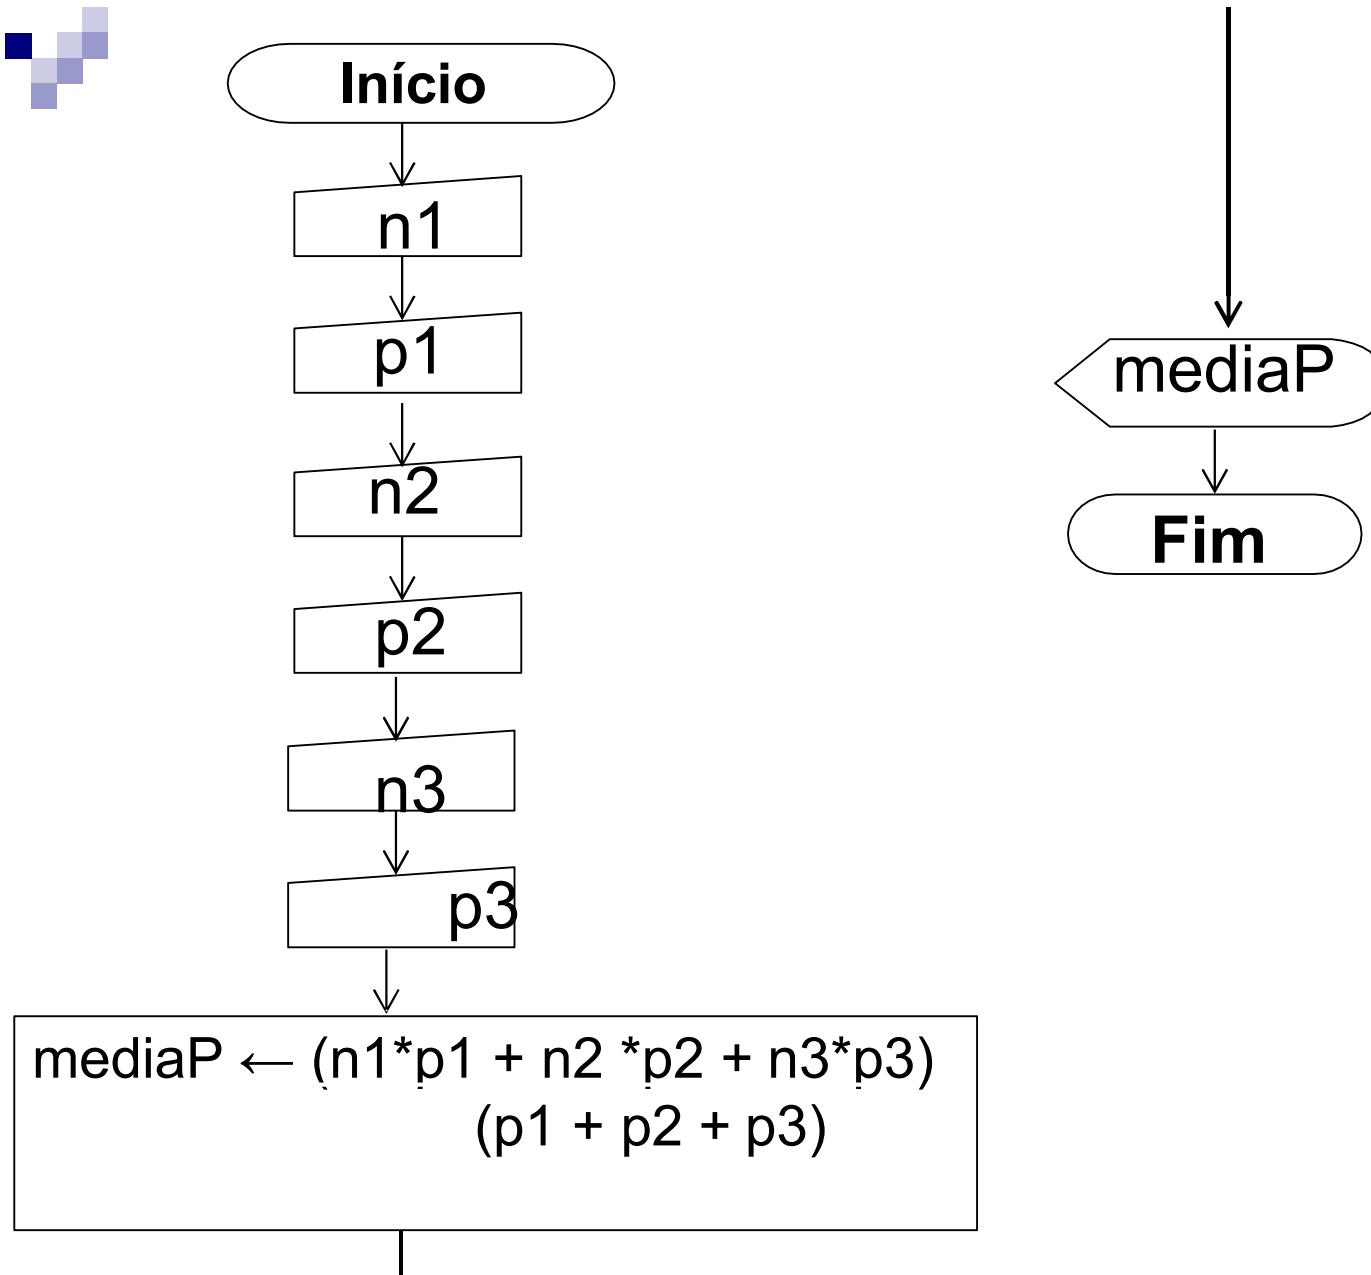 Início
n1
p1
n2
p2
n3
p3
mediaP ← (n1*p1 + n2 *p2 + n3*p3)
(p1 + p2 + p3)
mediaP
Fim